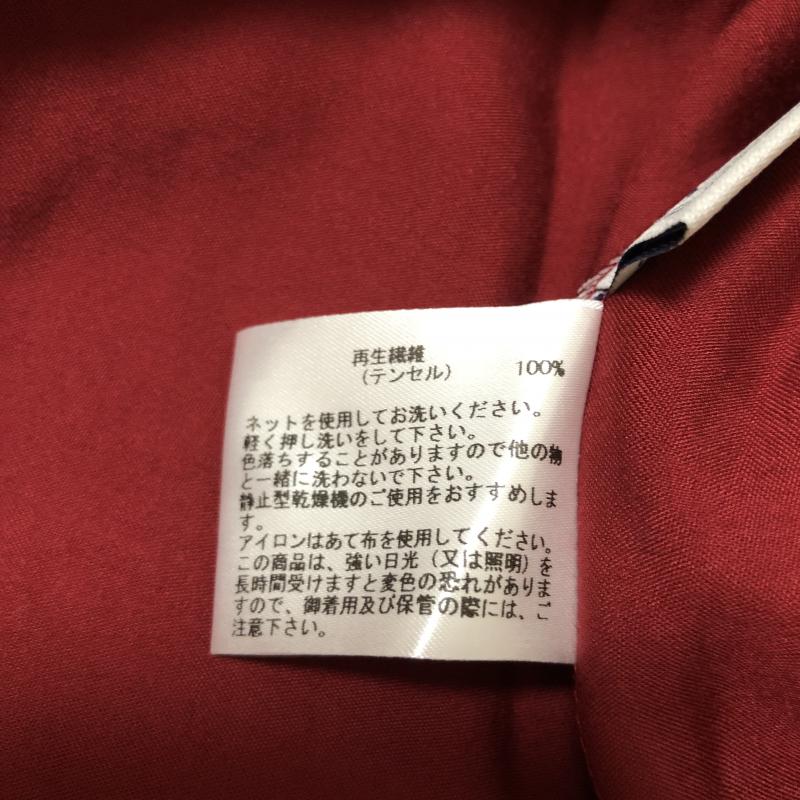 再生繊維
(テンセル) 100%
ネットを使用してお洗いください。
軽く押し洗いをして下さい。
色落ちすることがありますので他の物
と一緒に洗わないで下さい。
静止型乾燥機のご使用をおすすめしま
す。
アイロンはあて布を使用してください。
この商品は、強い日光(又は照明)を
長時間受けますと変色の恐れがありま
すので、御着用及び保管の際には、ご
注意下さい。